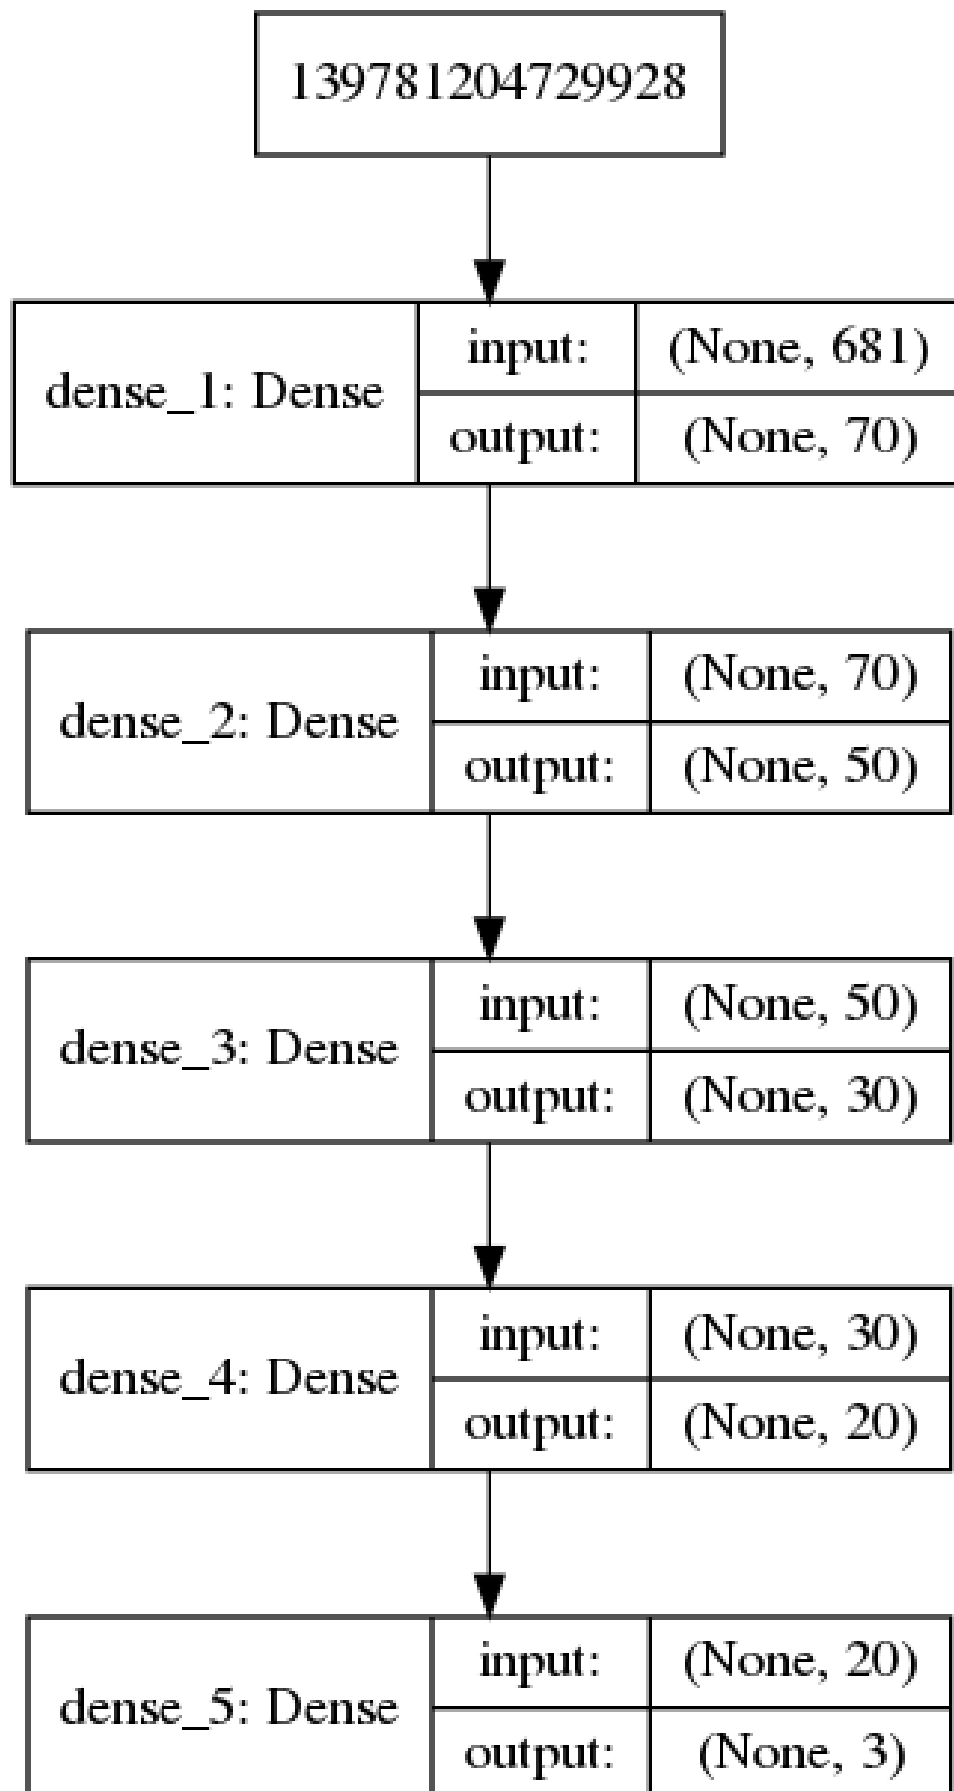 139781204729928
dense_1: Dense
input:
(None, 681)
output:
(None, 70)
dense_2: Dense
input:
(None, 70)
output:
(None, 50)
dense_3: Dense
input:
(None, 50)
output:
(None, 30)
dense_4: Dense
input:
(None, 30)
output:
(None, 20)
dense_5: Dense
input:
(None, 20)
output:
(None, 3)